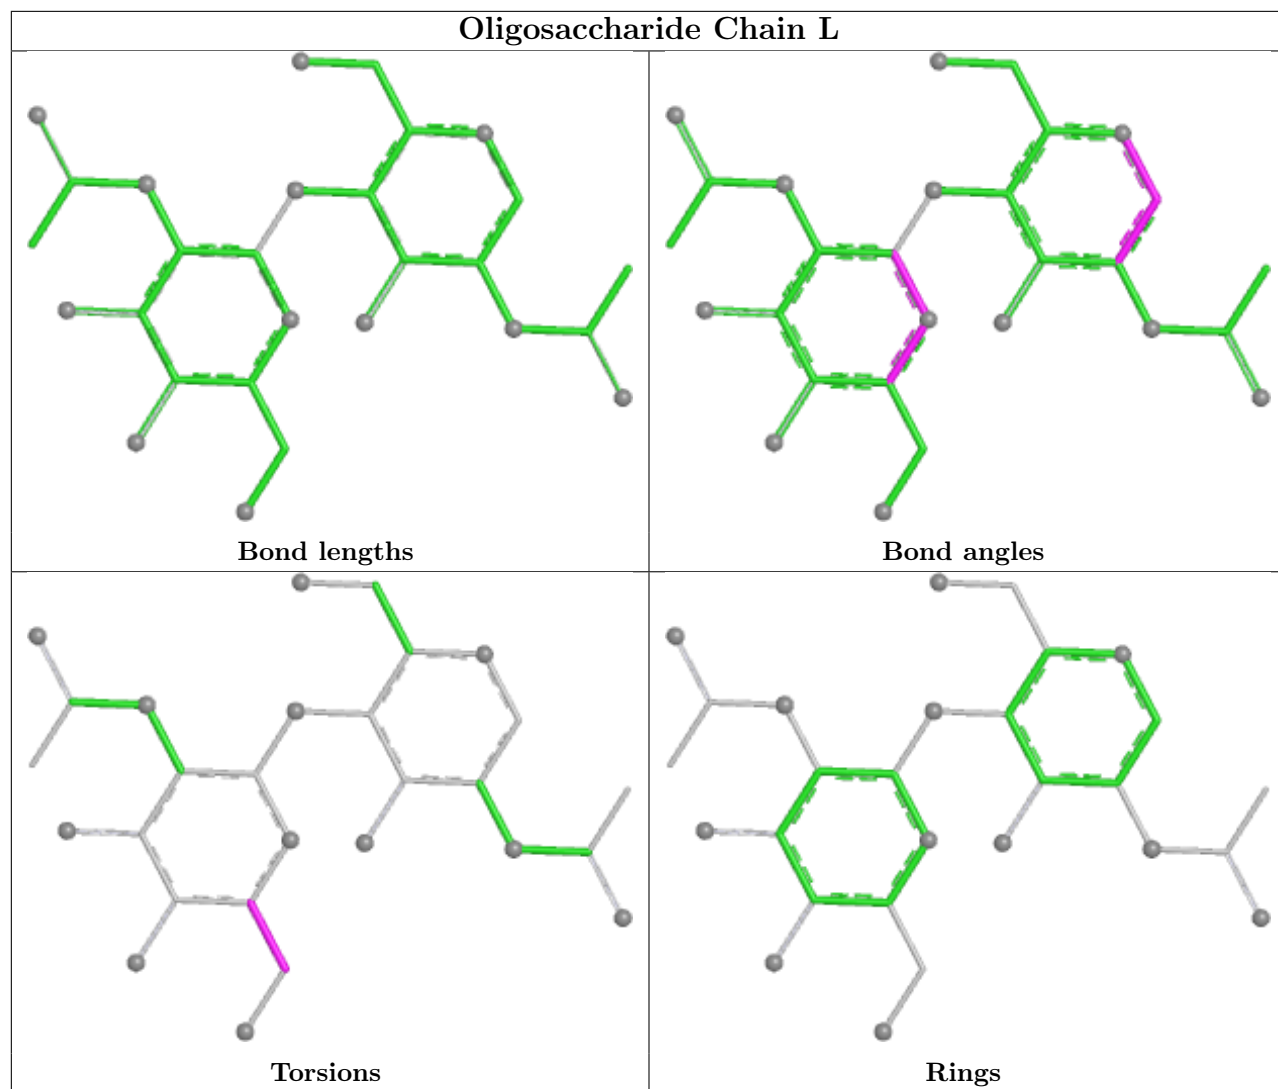 Oligosaccharide Chain L
Bond lengths
Bond angles
Torsions
Rings